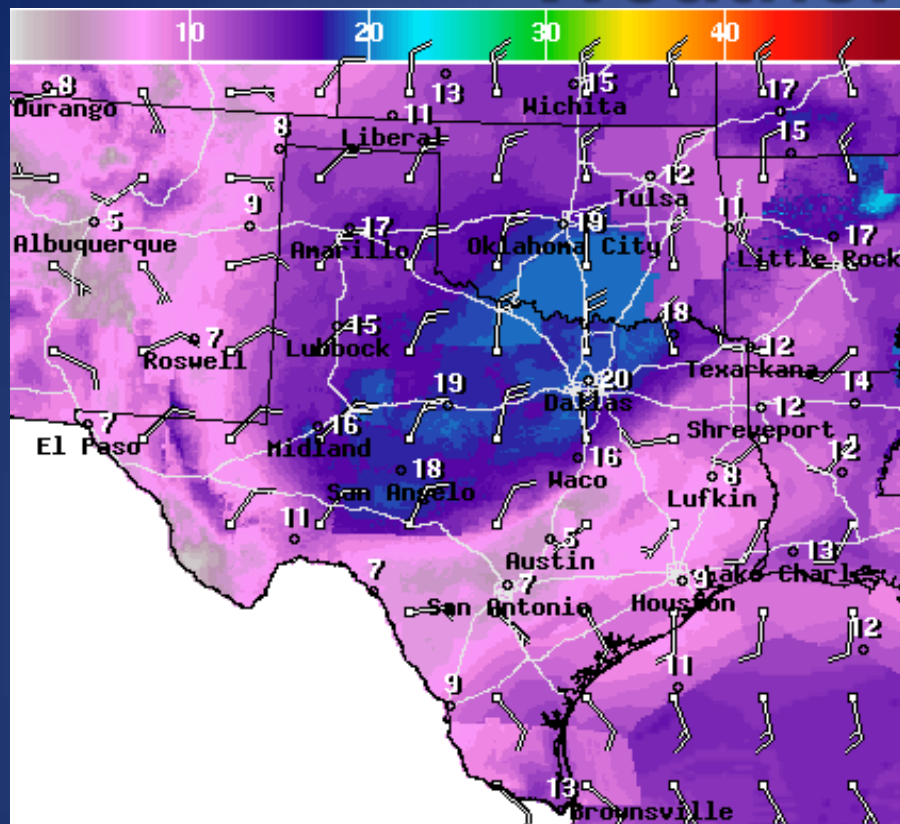 10 20 30 40
8
Durango
13
15
Wichita
17
11
Liberal
8
15
12
Tulsa
5
Albuquerque
9
17
Amarillo
19
Oklahoma City
11
17
Little Rock
7
Roswell
15
Lubbock
18
12
Texarkana
19
20
Dallas
14
12
Shreveport
7
El Paso
16
Midland
18
San Angelo
16
Waco
8
Lufkin
12
11
5
Austin
13
Lake Charles
7
7
San Antonio
9
Houston
12
9
11
13
Brownsville